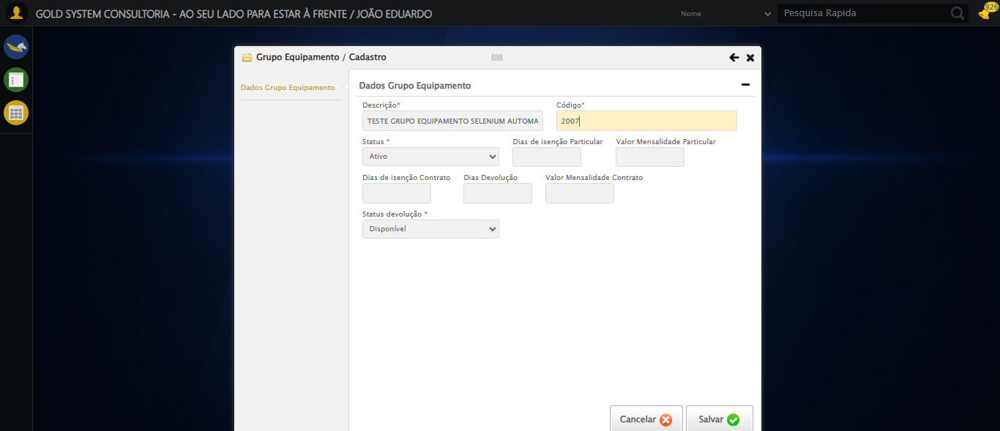 GOLD SYSTEM CONSULTORIA - AO SEU LADO PARA ESTAR À FRENTE / JOÃO EDUARDO
Nome
Pesquisa Rapida
926
Grupo Equipamento / Cadastro
Dados Grupo Equipamento
Dados Grupo Equipamento
Descrição*
Código*
TESTE GRUPO EQUIPAMENTO SELENIUM AUTOMA
2007
Status *
Dias de isenção Particular
Valor Mensalidade Particular
Ativo
Dias de isenção Contrato
Dias Devolução
Valor Mensalidade Contrato
Status devolução *
Disponível
Cancelar
Salvar